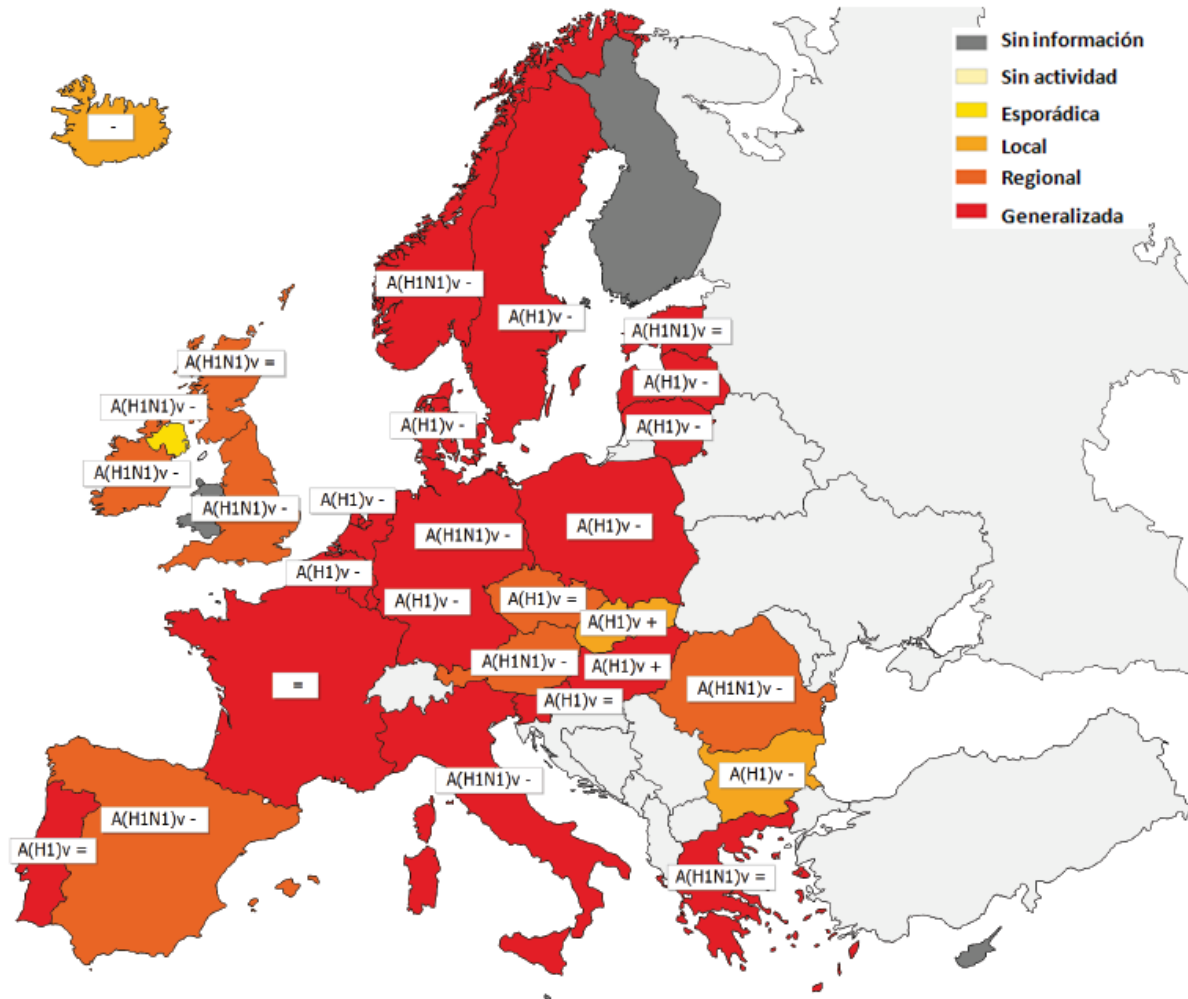 Sin información
Sin actividad
Esporádica
Local
Regional
Generalizada
-
A(H1N1)v -
A(H1)v -
A(H1N1)v =
A(H1N1)v =
A(H1)v -
A(H1N1)v -
A(H1)v -
A(H1)v -
A(H1N1)v -
A(H1)v -
A(H1N1)v -
A(H1N1)v -
A(H1)v -
A(H1)v -
A(H1)v -
A(H1)v =
A(H1)v +
A(H1N1)v -
A(H1)v +
=
A(H1N1)v -
A(H1)v =
A(H1)v -
A(H1N1)v -
A(H1N1)v -
A(H1)v =
A(H1N1)v =